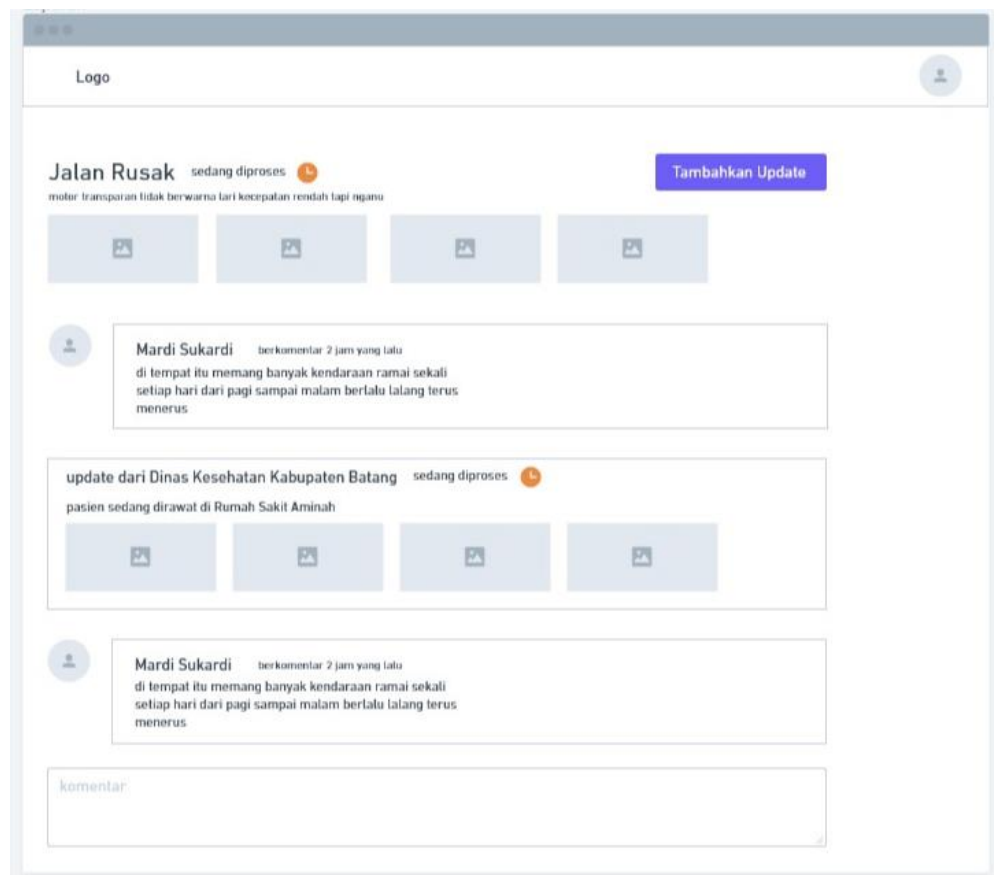 Logo
Jalan Rusak sedang diproses
Tambahkan Update
motor transparan tidak berwarna lari kecepatan rendah tapi nganu
Mardi Sukardi berkomentar 2 jam yang lalu
di tempat itu memang banyak kendaraan ramai sekali
setiap hari dari pagi sampai malam berlalu lalang terus
menerus
update dari Dinas Kesehatan Kabupaten Batang sedang diproses
pasien sedang dirawat di Rumah Sakit Aminah
Mardi Sukardi berkomentar 2 jam yang lalu
di tempat itu memang banyak kendaraan ramai sekali
setiap hari dari pagi sampai malam berlalu lalang terus
menerus
komentar